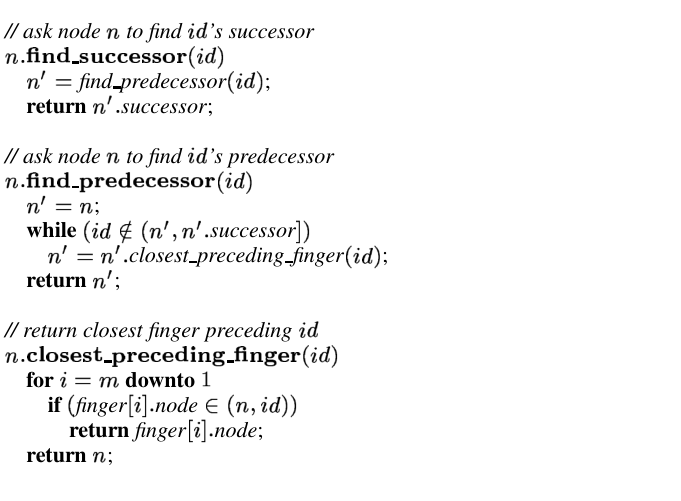 // ask node n to find id's successor
n.find_successor(id)
n′ = find_predecessor(id);
return n′.successor;
// ask node n to find id's predecessor
n.find_predecessor(id)
n′ = n;
while (id ∉ (n′, n′.successor])
n′ = n′.closest_preceding_finger(id);
return n′;
// return closest finger preceding id
n.closest_preceding_finger(id)
for i = m downto 1
if (finger[i].node ∈ (n, id))
return finger[i].node;
return n;